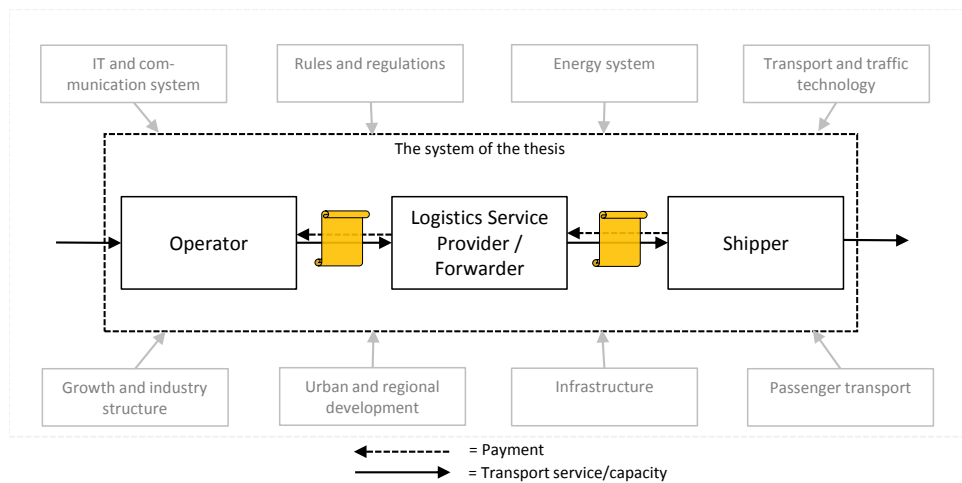 IT and com-
munication system
Rules and regulations
Energy system
Transport and traffic
technology
The system of the thesis
Operator
Logistics Service
Provider /
Forwarder
Shipper
Growth and industry
structure
Urban and regional
development
Infrastructure
Passenger transport
= Payment
= Transport service/capacity